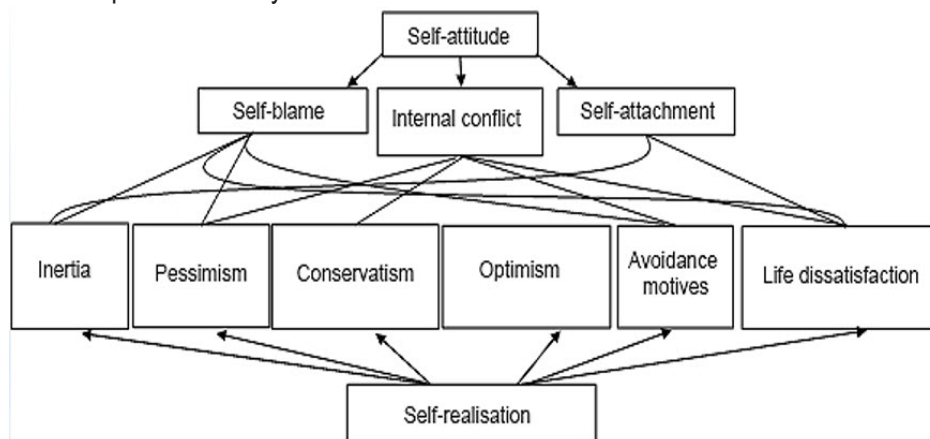 Self-attitude
Self-blame
Internal conflict
Self-attachment
Inertia
Pessimism
Conservatism
Optimism
Avoidance
motives
Life dissatisfaction
Self-realisation